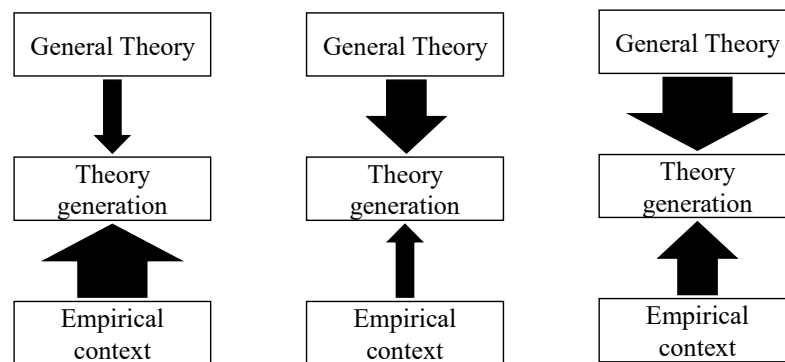 General Theory
General Theory
General Theory
Theory
generation
Theory
generation
Theory
generation
Empirical
context
Empirical
context
Empirical
context